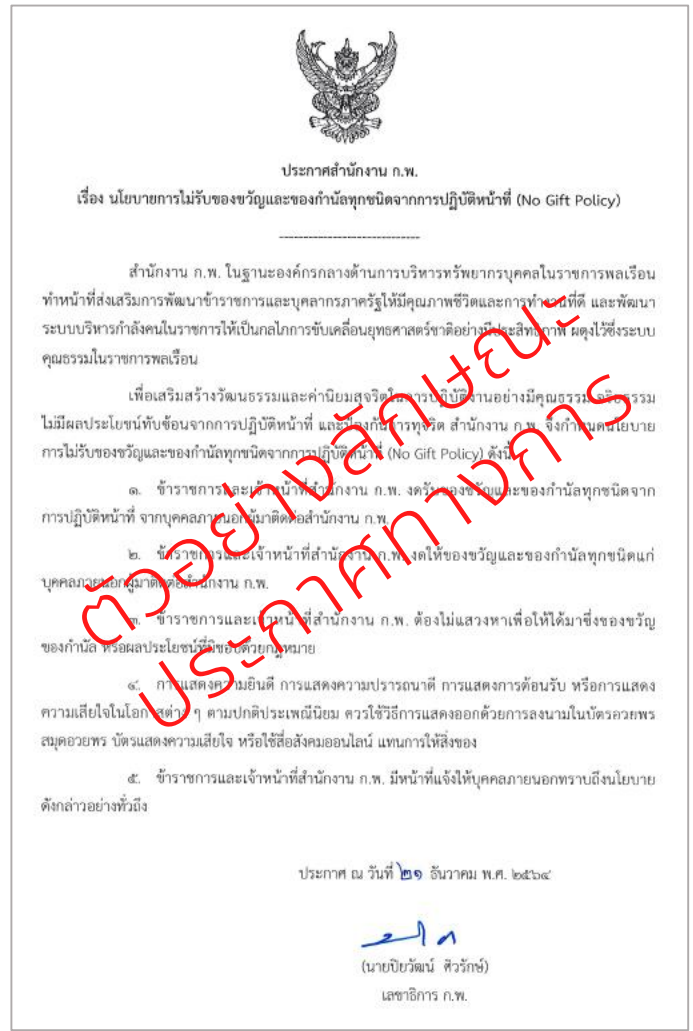 ประกาศสำนักงาน ก.พ.
เรื่อง นโยบายการไม่รับของขวัญและของกำนัลทุกชนิดจากการปฏิบัติหน้าที่ (No Gift Policy)
-----------------------------
สำนักงาน ก.พ. ในฐานะองค์กรกลางด้านการบริหารทรัพยากรบุคคลในราชการพลเรือน
ทำหน้าที่ส่งเสริมการพัฒนาข้าราชการและบุคลากรภาครัฐให้มีคุณภาพชีวิตและการทำงานที่ดี และพัฒนา
ระบบบริหารกำลังคนในราชการให้เป็นกลไกการขับเคลื่อนยุทธศาสตร์ชาติอย่างมีประสิทธิภาพ ผดุงไว้ซึ่งระบบ
คุณธรรมในราชการพลเรือน
เพื่อเสริมสร้างวัฒนธรรมและค่านิยมสุจริตในการปฏิบัติงานอย่างมีคุณธรรม จริยธรรม
ไม่มีผลประโยชน์ทับซ้อนจากการปฏิบัติหน้าที่ และป้องกันการทุจริต สำนักงาน ก.พ. จึงกำหนดนโยบาย
การไม่รับของขวัญและของกำนัลทุกชนิดจากการปฏิบัติหน้าที่ (No Gift Policy) ดังนี้
๑. ข้าราชการและเจ้าหน้าที่สำนักงาน ก.พ. งดรับของขวัญและของกำนัลทุกชนิดจาก
การปฏิบัติหน้าที่ จากบุคคลภายนอกผู้มาติดต่อสำนักงาน ก.พ.
๒. ข้าราชการและเจ้าหน้าที่สำนักงาน ก.พ. งดให้ของขวัญและของกำนัลทุกชนิดแก่
บุคคลภายนอกผู้มาติดต่อสำนักงาน ก.พ.
๓. ข้าราชการและเจ้าหน้าที่สำนักงาน ก.พ. ต้องไม่แสวงหาเพื่อให้ได้มาซึ่งของขวัญ
ของกำนัล หรือผลประโยชน์ที่มิชอบด้วยกฎหมาย
๔. การแสดงความยินดี การแสดงความปรารถนาดี การแสดงการต้อนรับ หรือการแสดง
ความเสียใจในโอกาสต่าง ๆ ตามปกติประเพณีนิยม ควรใช้วิธีการแสดงออกด้วยการลงนามในบัตรอวยพร
สมุดอวยพร บัตรแสดงความเสียใจ หรือใช้สื่อสังคมออนไลน์ แทนการให้สิ่งของ
๕. ข้าราชการและเจ้าหน้าที่สำนักงาน ก.พ. มีหน้าที่แจ้งให้บุคคลภายนอกทราบถึงนโยบาย
ดังกล่าวอย่างทั่วถึง
ประกาศ ณ วันที่ ๒๑ ธันวาคม พ.ศ. ๒๕๖๔
(นายปิยวัฒน์ ศิวรักษ์)
เลขาธิการ ก.พ.
ตัวอย่างลักษณะ
ประกาศทางการ